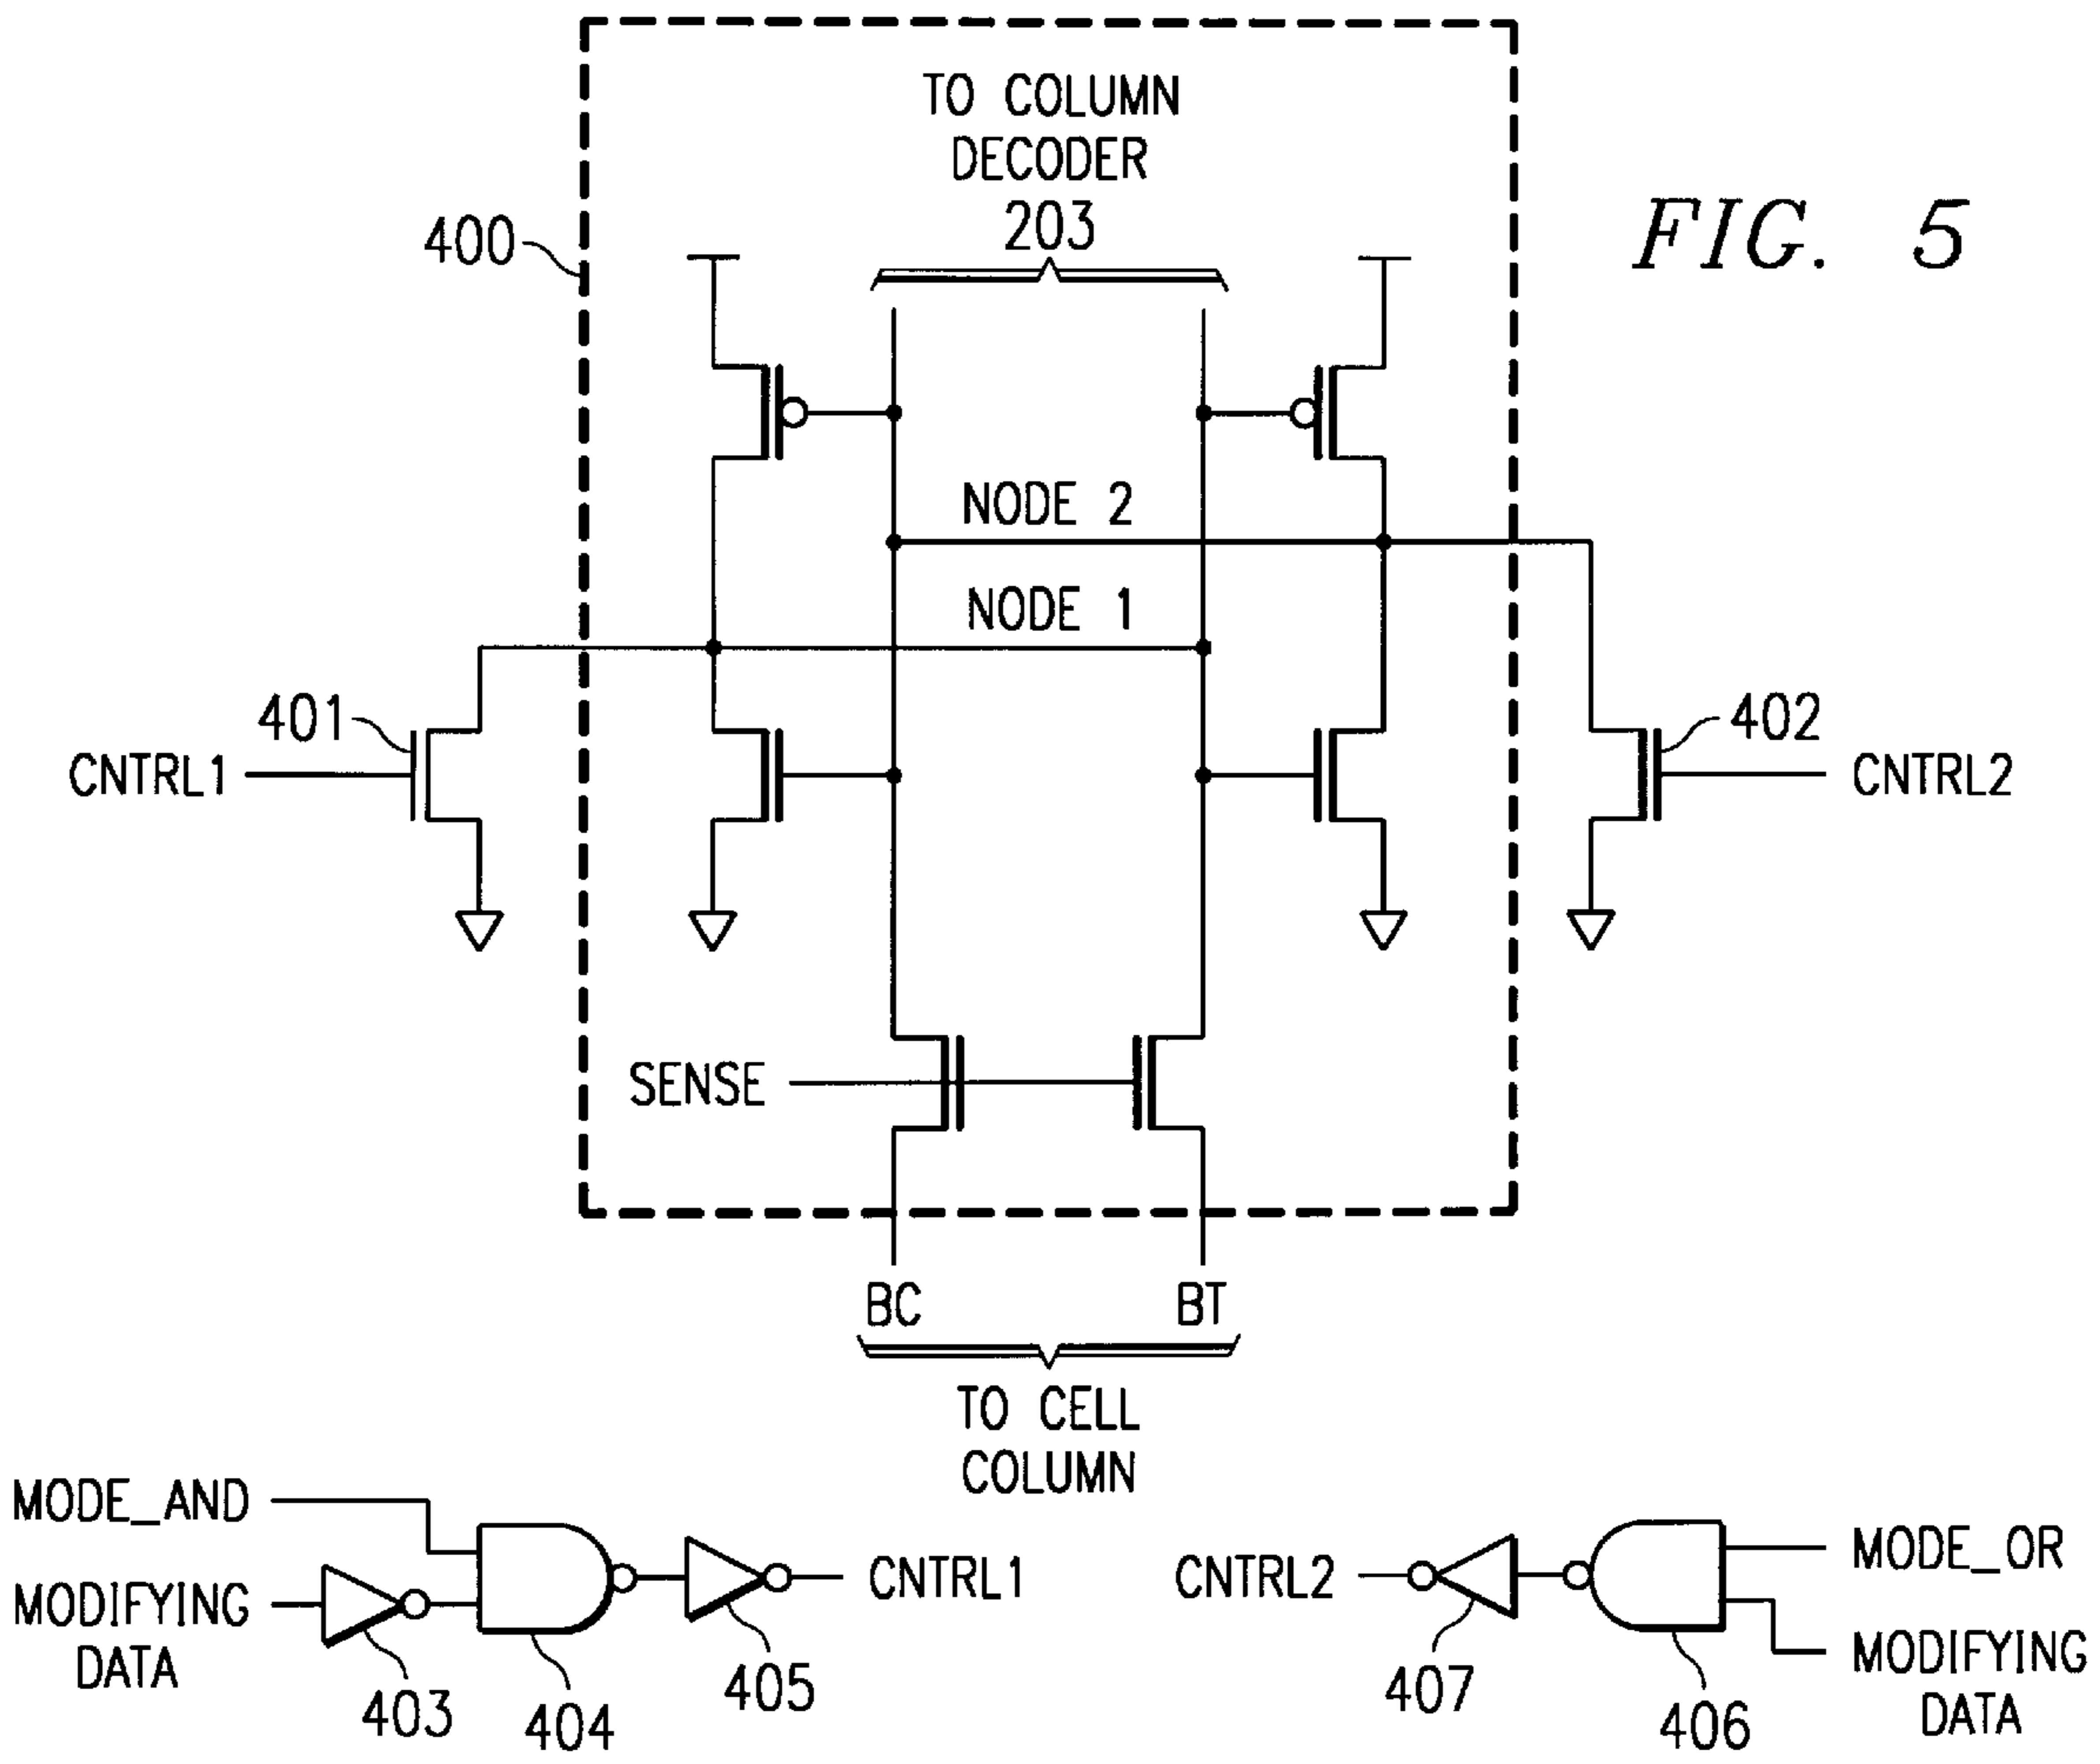 TO COLUMN
DECODER
203
400
FIG. 5
NODE 2
NODE 1
401
402
CNTRL1
CNTRL2
SENSE
BC
BT
TO CELL
COLUMN
MODE_AND
MODIFYING
DATA
403
404
405
CNTRL1
CNTRL2
407
406
MODE_OR
MODIFYING
DATA